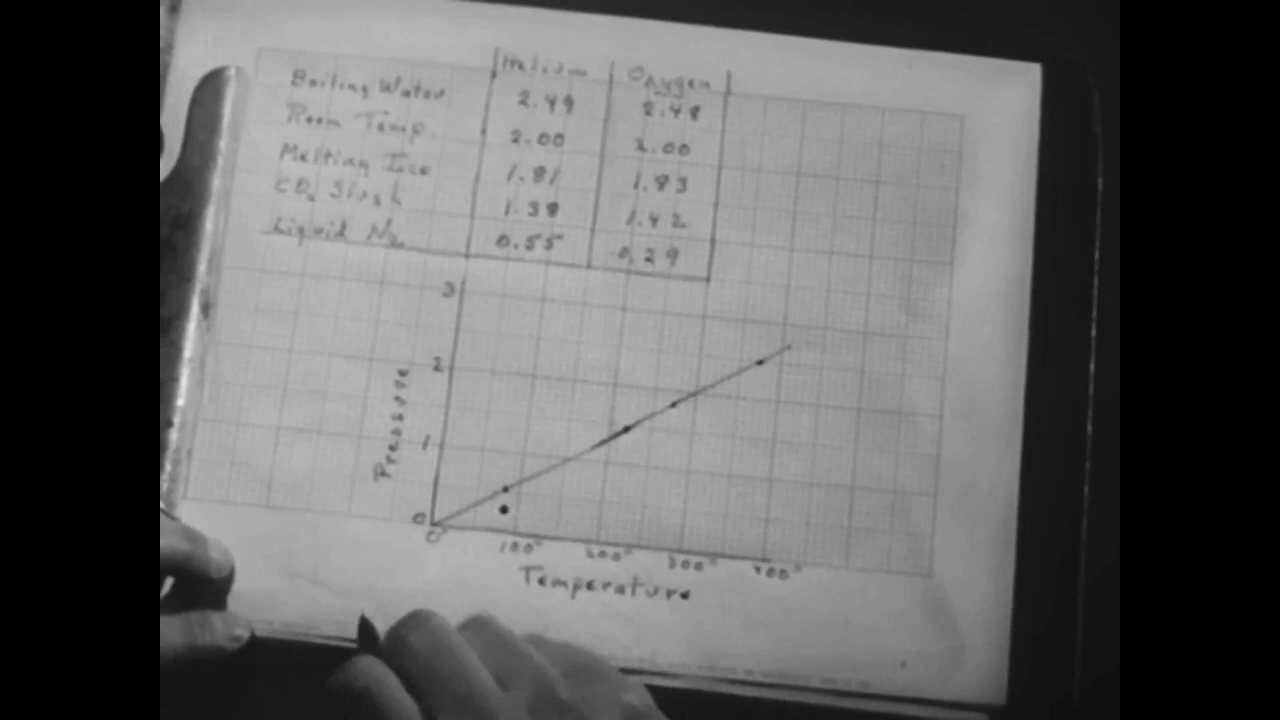 Helium Oxygen
Boiling Water 2.49 2.48
Room Temp. 2.00 2.00
Melting Ice 1.81 1.83
CO₂ Slush 1.38 1.42
Liquid N₂ 0.55 0.29
3
2
1
0
Pressure
0° 100° 200° 300° 400°
Temperature